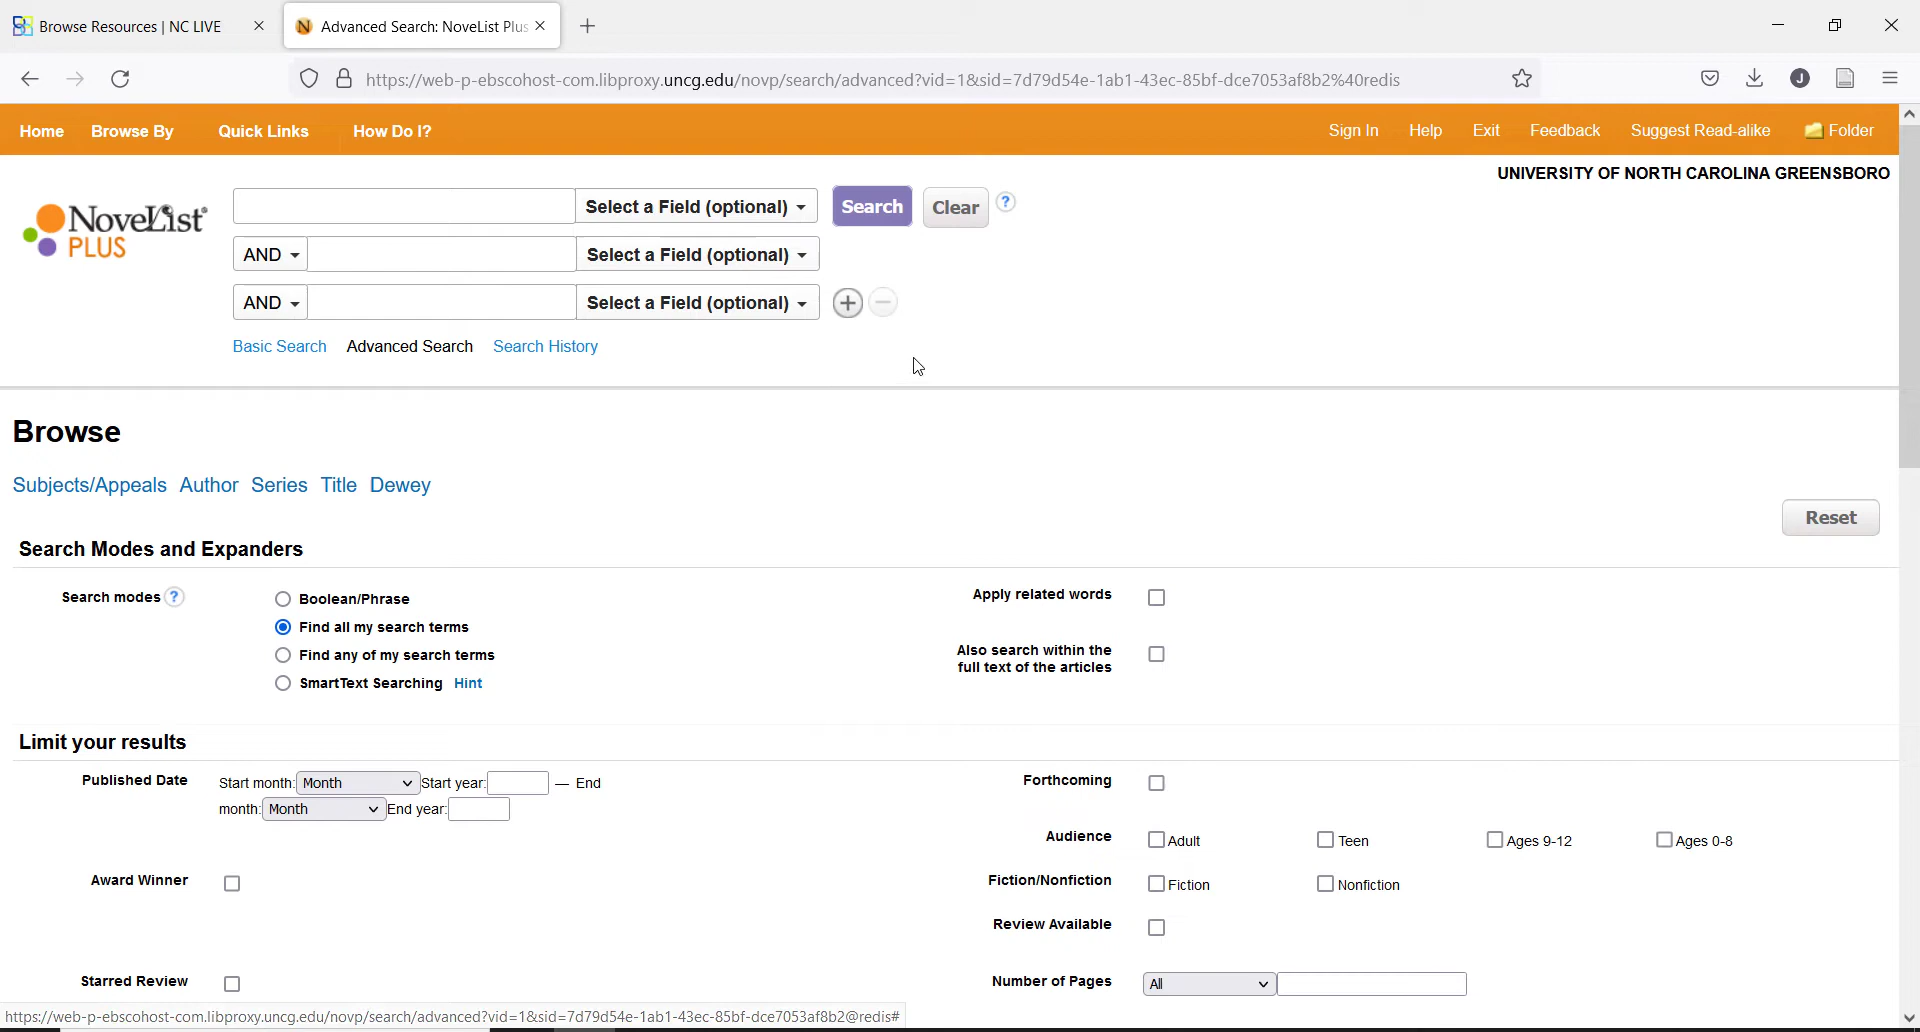 Browse Resources | NC LIVE
Advanced Search: NoveList Plus
https://web-p-ebscohost-com.libproxy.uncg.edu/novp/search/advanced?vid=1&sid=7d79d54e-1ab1-43ec-85bf-dce7053af8b2%40redis
J
Home Browse By Quick Links How Do I? Sign In Help Exit Feedback Suggest Read-alike Folder
UNIVERSITY OF NORTH CAROLINA GREENSBORO
NoveList PLUS
Select a Field (optional) Search Clear ?
AND Select a Field (optional)
AND Select a Field (optional)
Basic Search Advanced Search Search History
Browse
Subjects/Appeals Author Series Title Dewey
Reset
Search Modes and Expanders
Search modes ?
Boolean/Phrase
Find all my search terms
Find any of my search terms
SmartText Searching Hint
Apply related words
Also search within the
full text of the articles
Limit your results
Published Date Start month: Month Start year: — End
month: Month End year:
Forthcoming
Audience Adult Teen Ages 9-12 Ages 0-8
Award Winner
Fiction/Nonfiction Fiction Nonfiction
Review Available
Starred Review
Number of Pages All
https://web-p-ebscohost-com.libproxy.uncg.edu/novp/search/advanced?vid=1&sid=7d79d54e-1ab1-43ec-85bf-dce7053af8b2@redis#